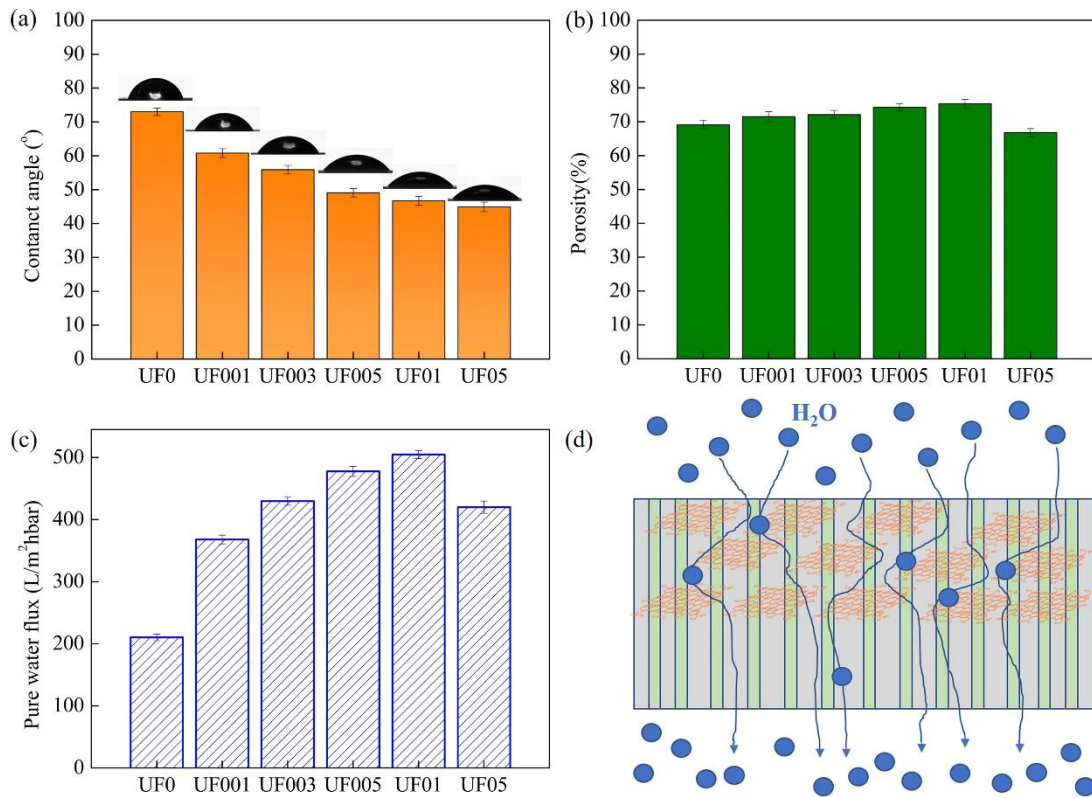 (a)
100
90
80
70
60
50
40
30
20
10
0
Contanct angle (°)
UF0 UF001 UF003 UF005 UF01 UF05
(b)
100
90
80
70
60
50
40
30
20
10
0
Porosity(%)
UF0 UF001 UF003 UF005 UF01 UF05
(c)
500
400
300
200
100
0
Pure water flux (L/m²hbar)
UF0 UF001 UF003 UF005 UF01 UF05
(d)
H₂O